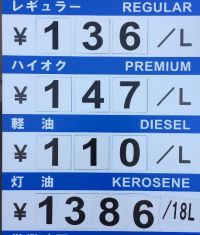 レギュラー REGULAR
¥ 136 /L
ハイオク PREMIUM
¥ 147 /L
軽油 DIESEL
¥ 110 /L
灯油 KEROSENE
¥ 1386 /18L